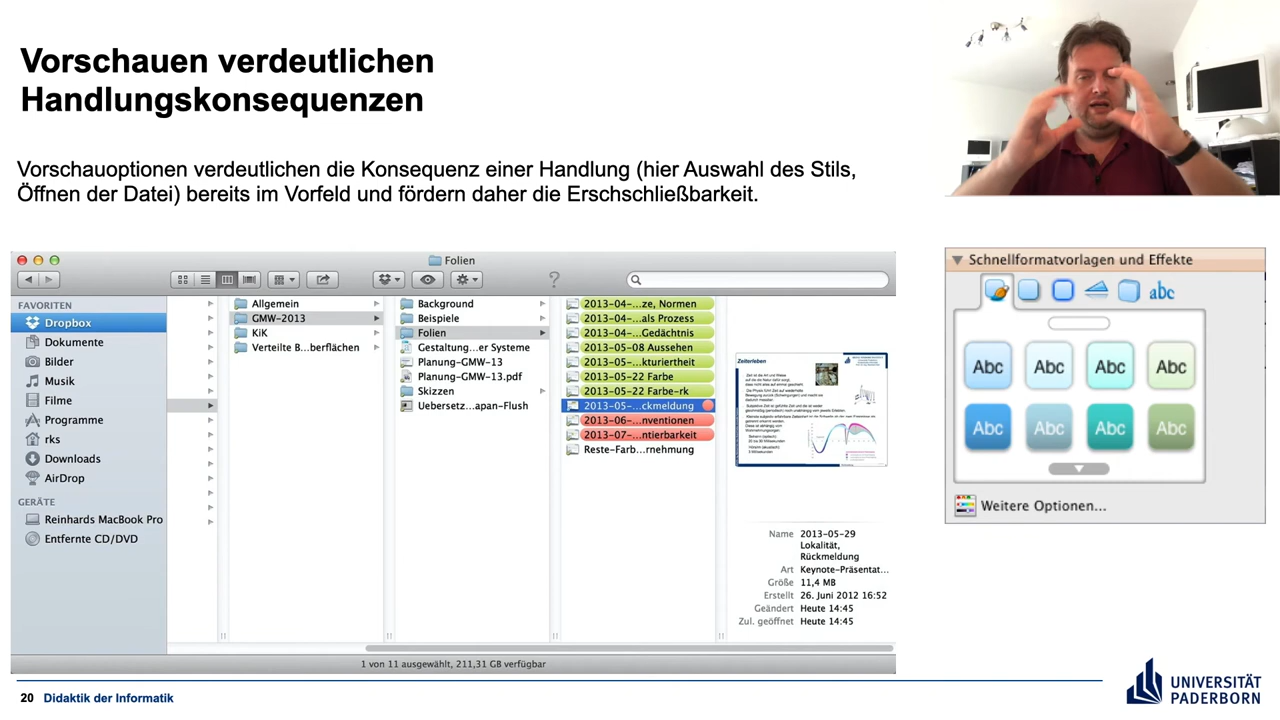 Vorschauen verdeutlichen
Handlungskonsequenzen
Vorschauoptionen verdeutlichen die Konsequenz einer Handlung (hier Auswahl des Stils,
Öffnen der Datei) bereits im Vorfeld und fördern daher die Erschschließbarkeit.
Folien
?
FAVORITEN
Dropbox
Dokumente
Bilder
Musik
Filme
Programme
rks
Downloads
AirDrop
GERÄTE
Reinhards MacBook Pro
Entfernte CD/DVD
Allgemein
GMW-2013
KiK
Verteilte B...berflächen
Background
Beispiele
Folien
Gestaltung...er Systeme
Planung-GMW-13
Planung-GMW-13.pdf
Skizzen
Uebersetz...apan-Flush
2013-04-...ze, Normen
2013-04-...als Prozess
2013-04-...Gedächtnis
2013-05-08 Aussehen
2013-05-...kturiertheit
2013-05-22 Farbe
2013-05-22 Farbe-rk
2013-05-...ckmeldung
2013-06-...nventionen
2013-07-...ntierbarkeit
Reste-Farb...rnehmung
Zeiterleben
Name 2013-05-29
Lokalität,
Rückmeldung
Art Keynote-Präsentat...
Größe 11,4 MB
Erstellt 26. Juni 2012 16:52
Geändert Heute 14:45
Zul. geöffnet Heute 14:45
1 von 11 ausgewählt, 211,31 GB verfügbar
Schnellformatvorlagen und Effekte
abc
Abc Abc Abc Abc
Abc Abc Abc Abc
Weitere Optionen...
20 Didaktik der Informatik
UNIVERSITÄT
PADERBORN